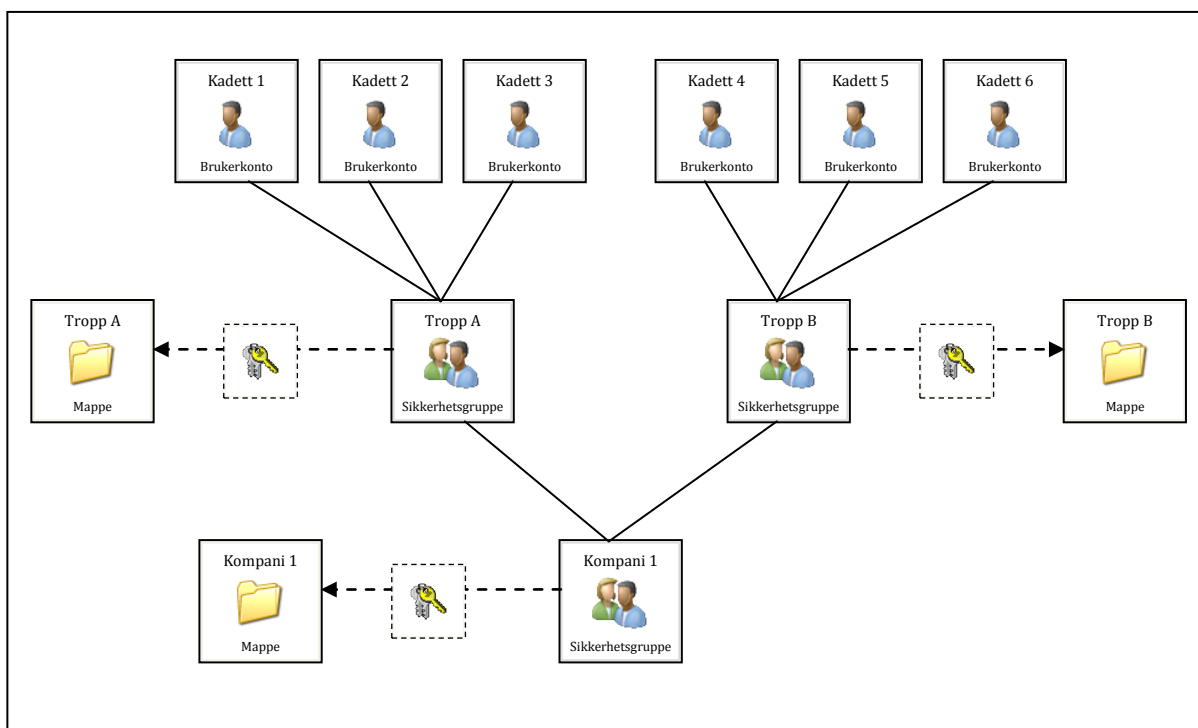 Kadett 1
Brukerkonto
Kadett 2
Brukerkonto
Kadett 3
Brukerkonto
Kadett 4
Brukerkonto
Kadett 5
Brukerkonto
Kadett 6
Brukerkonto
Tropp A
Mappe
Tropp A
Sikkerhetsgruppe
Tropp B
Sikkerhetsgruppe
Tropp B
Mappe
Kompani 1
Mappe
Kompani 1
Sikkerhetsgruppe